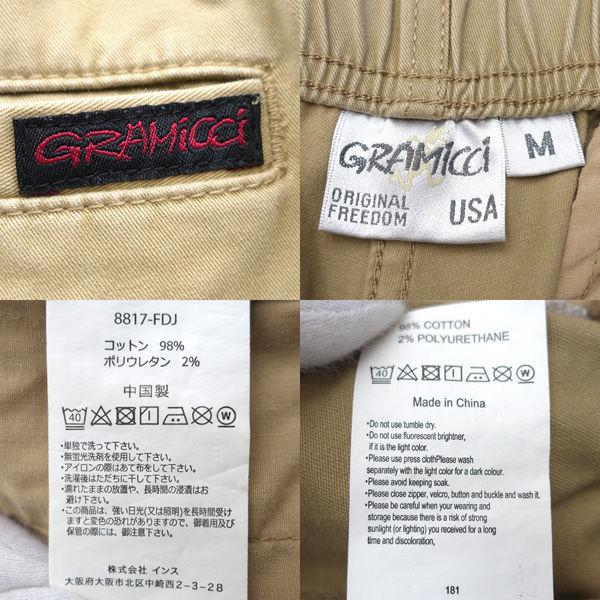 GRAMicci
GRAMicci
M
ORIGINAL
FREEDOM
USA
8817-FDJ
コットン 98%
ポリウレタン 2%
中国製
40
W
・単独で洗って下さい。
・無蛍光洗剤を使用して下さい。
・アイロンの際はあて布をして下さい。
・洗濯後はただちに干して下さい。
・濡れたままの放置や、長時間の浸漬はお
避け下さい。
・この商品は、強い日光(又は照明)を長時間受けま
すと変色の恐れがありますので、御着用及び
保管の際には、御注意下さい。
株式会社 インス
大阪府大阪市北区中崎西2-3-28
98% COTTON
2% POLYURETHANE
40
W
Made in China
•Do not use tumble dry.
•Do not use fluorescent brightner,
if it is the light color.
•Please use press clothPlease wash
separately with the light color for a dark colour.
•Please avoid keeping soak.
•Please close zipper, velcro, button and buckle and wash it.
•Please be careful when your wearing and
storage because there is a risk of strong
sunlight (or lighting) you received for a long
time and discoloration,
181